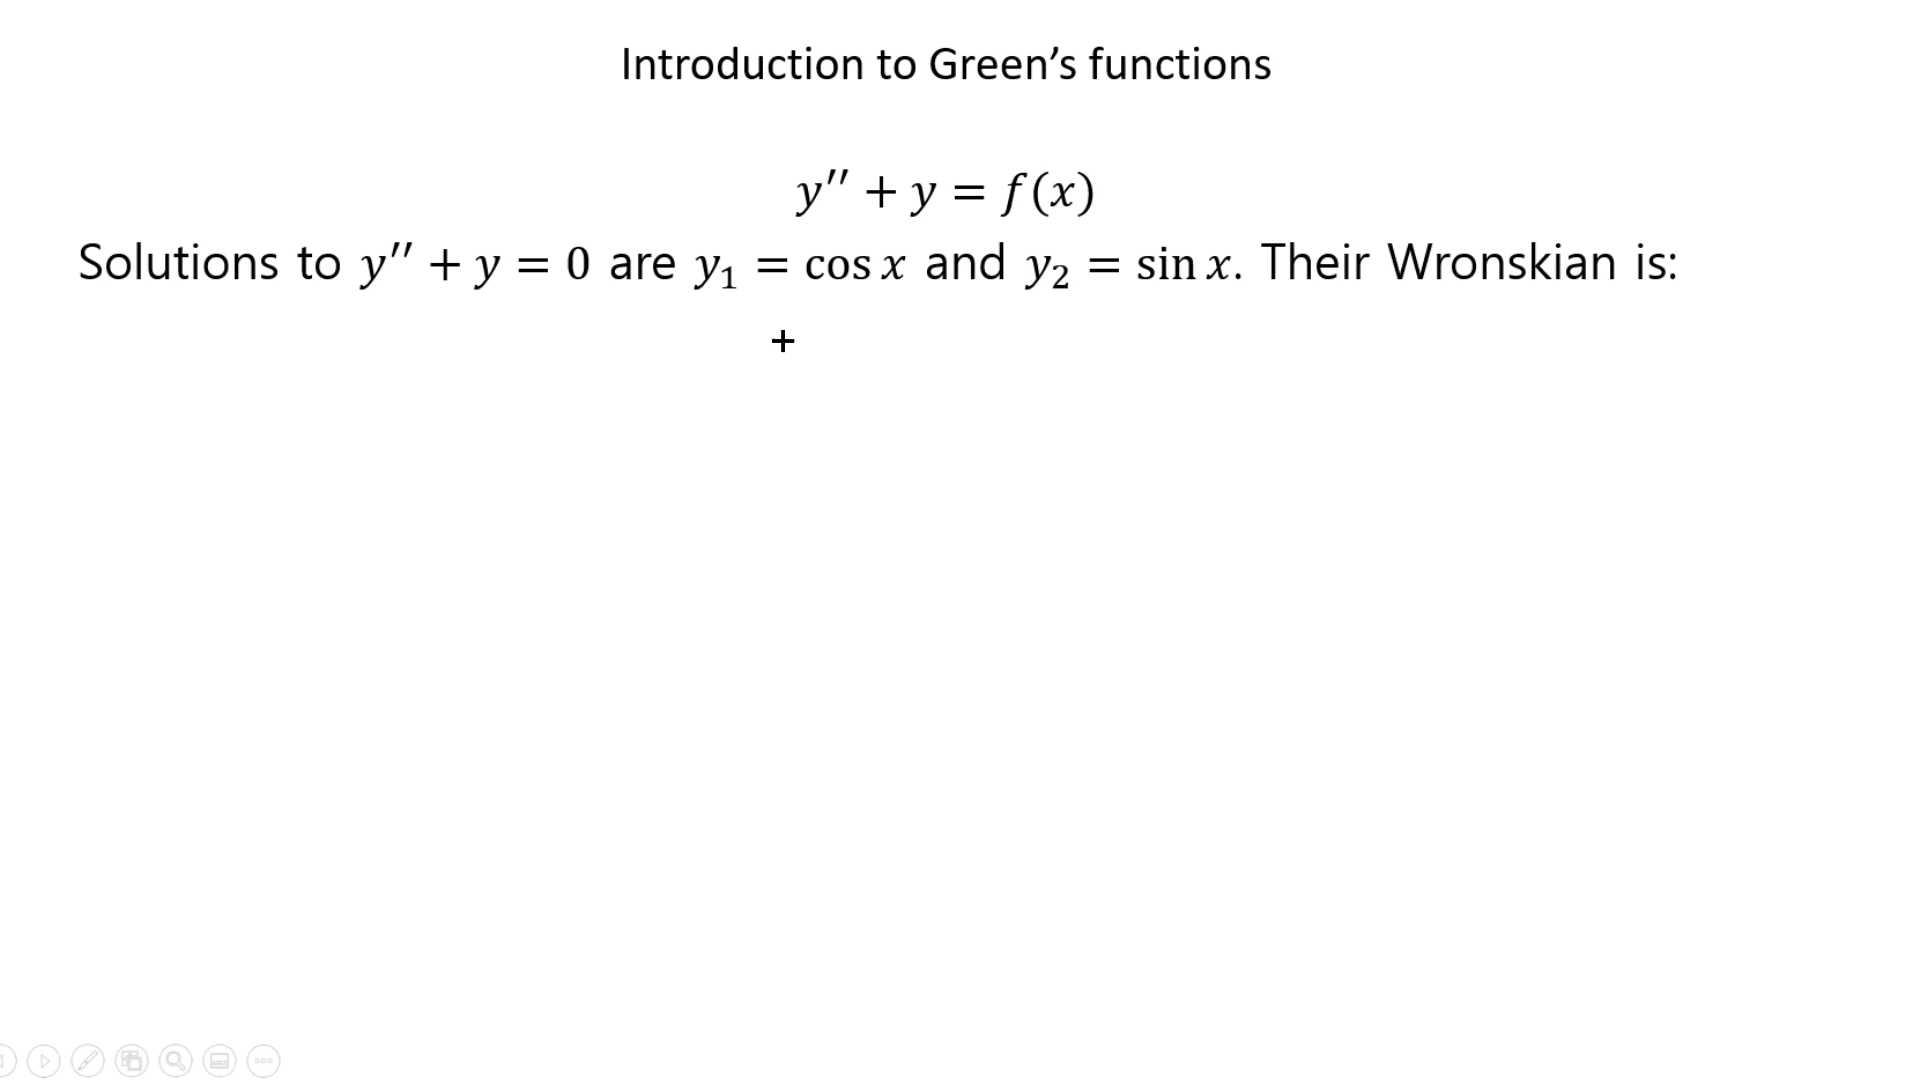 Introduction to Green’s functions
y′′ + y = f(x)
Solutions to y′′ + y = 0 are y₁ = cos x and y₂ = sin x. Their Wronskian is: